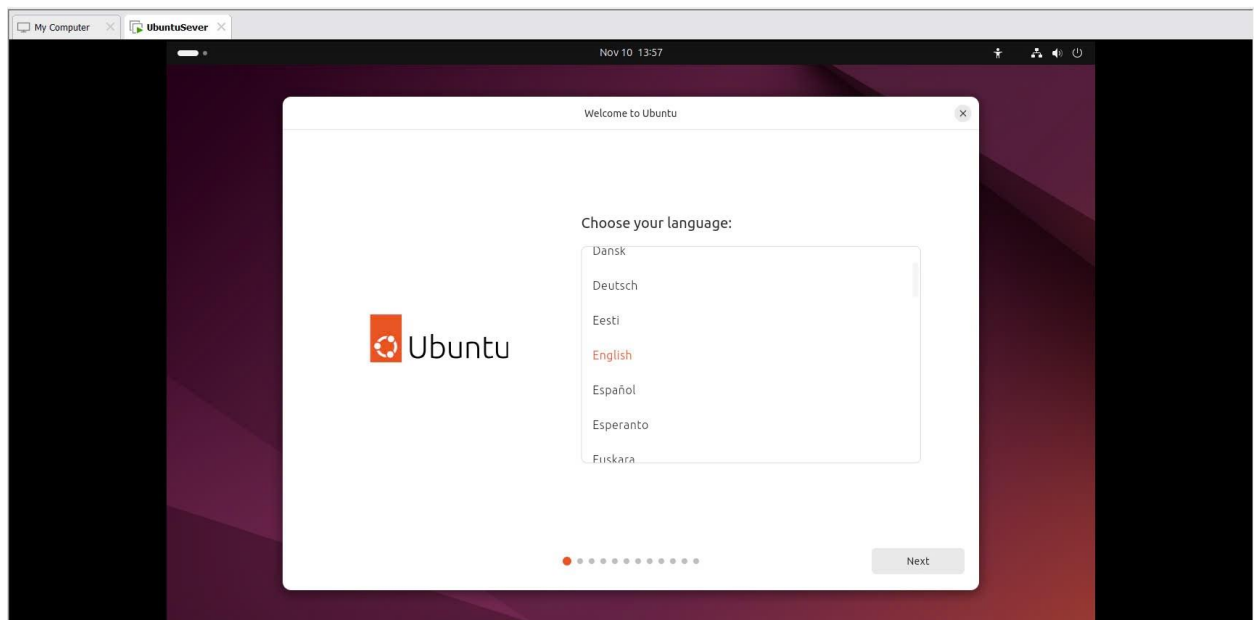 My Computer UbuntuSever
Nov 10 13:57
Welcome to Ubuntu
Choose your language:
Dansk
Deutsch
Eesti
English
Español
Esperanto
Euskara
Ubuntu
Next